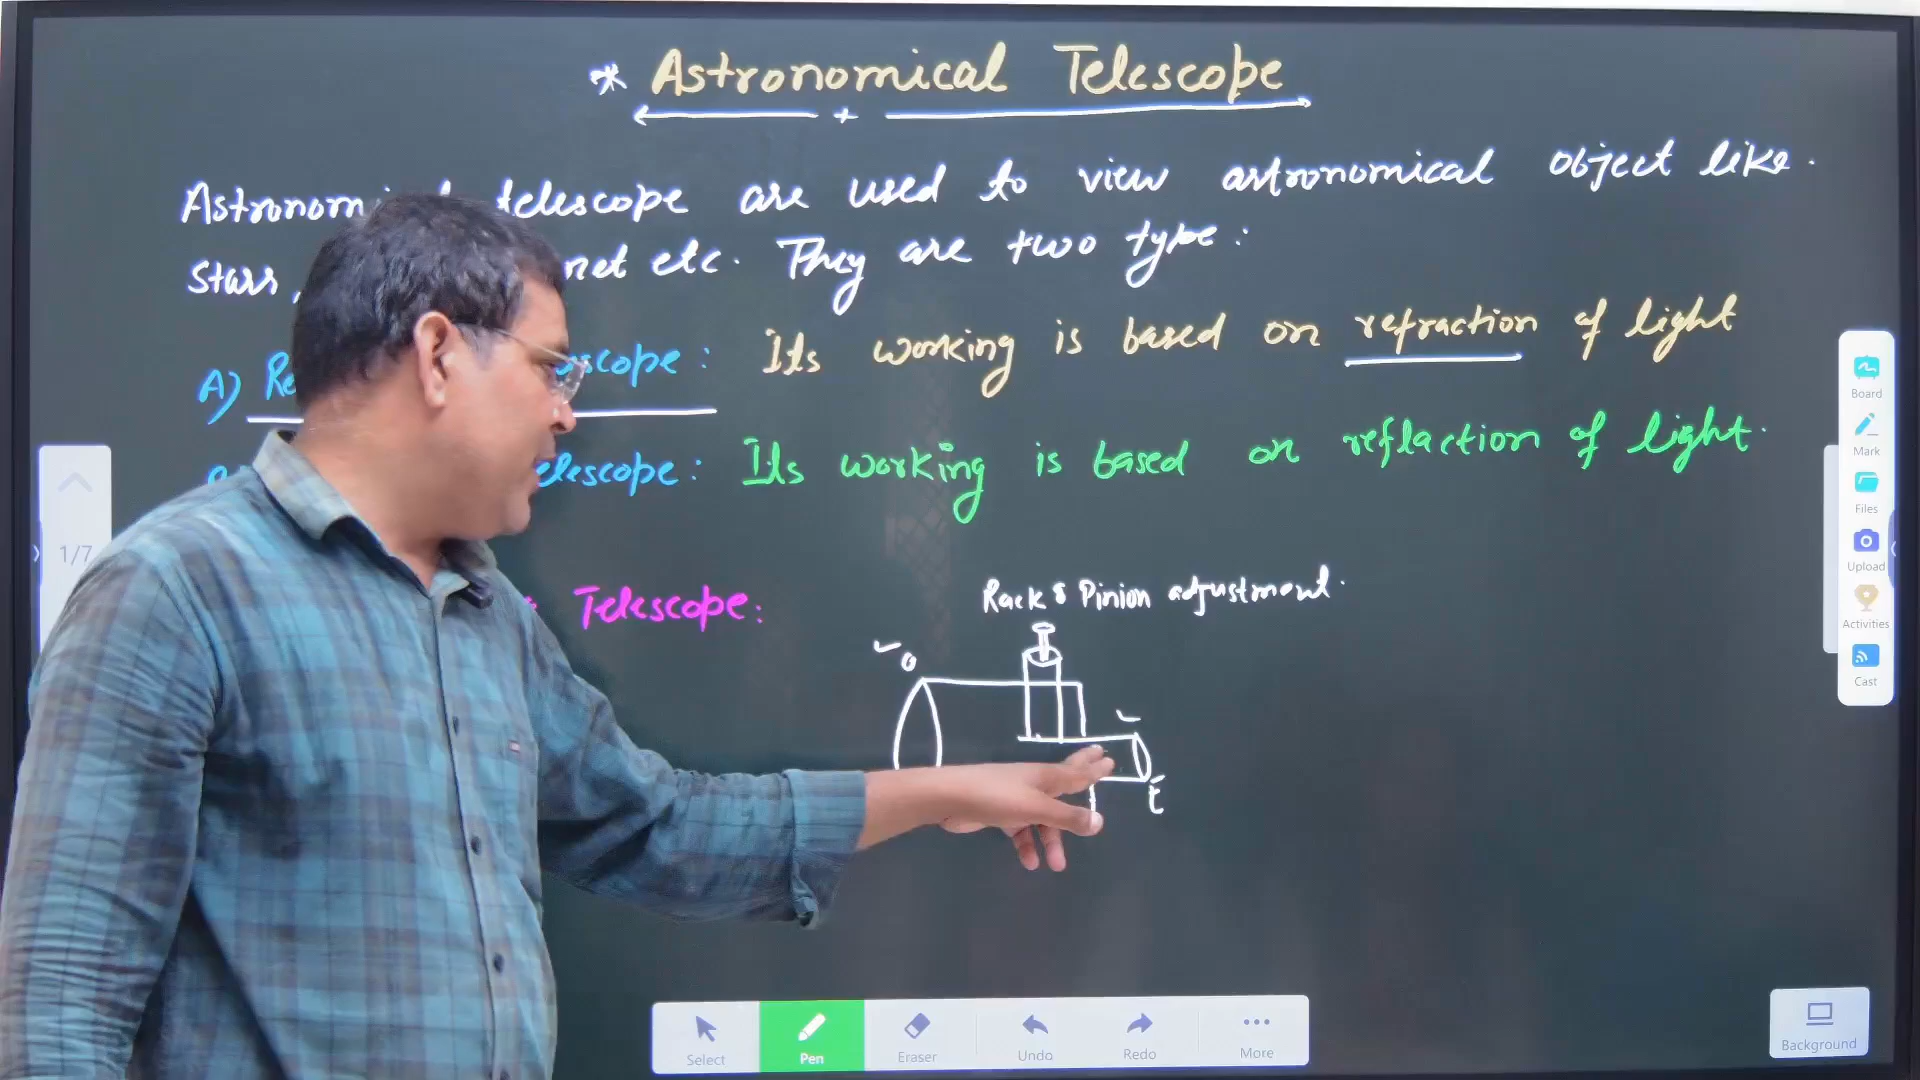 * Astronomical Telescope
Astronom telescope are used to view astronomical object like.
Stars, net etc. They are two type:
A) Re scope: Its working is based on refraction of light
elescope: Its working is based on reflaction of light.
Telescope:
Rack & Pinion adjustment.
O
E
1/7
Board
Mark
Files
Upload
Activities
Cast
Select
Pen
Eraser
Undo
Redo
More
Background